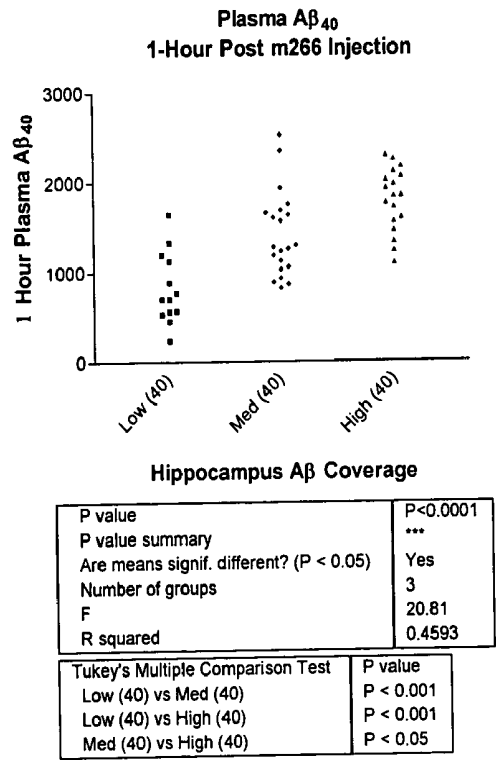 Plasma Aβ40
1-Hour Post m266 Injection
1 Hour Plasma Aβ40
3000
2000
1000
0
Low (40)
Med (40)
High (40)
Hippocampus Aβ Coverage
P value P<0.0001
P value summary ***
Are means signif. different? (P < 0.05) Yes
Number of groups 3
F 20.81
R squared 0.4593
Tukey's Multiple Comparison Test P value
Low (40) vs Med (40) P < 0.001
Low (40) vs High (40) P < 0.001
Med (40) vs High (40) P < 0.05